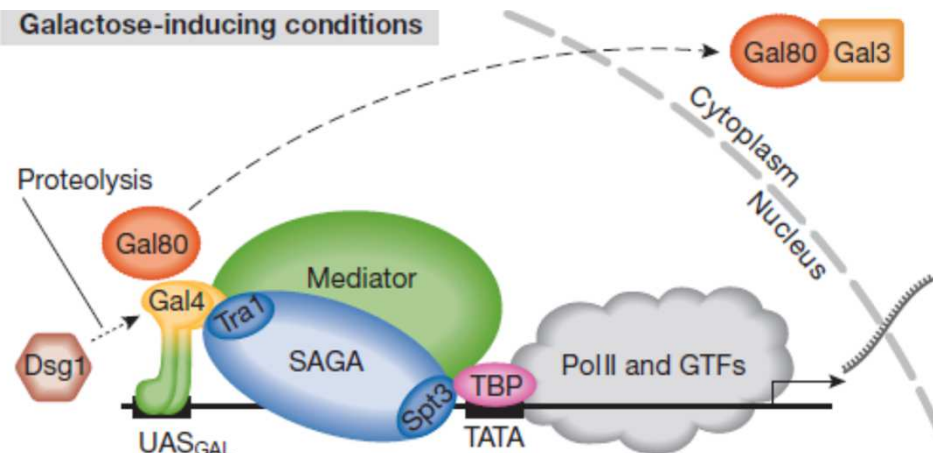 Galactose-inducing conditions
Gal80
Gal3
Cytoplasm
Nucleus
Proteolysis
Gal80
Mediator
Gal4
Tra1
SAGA
Dsg1
Spt3
TBP
PolII and GTFs
UASGAL
TATA